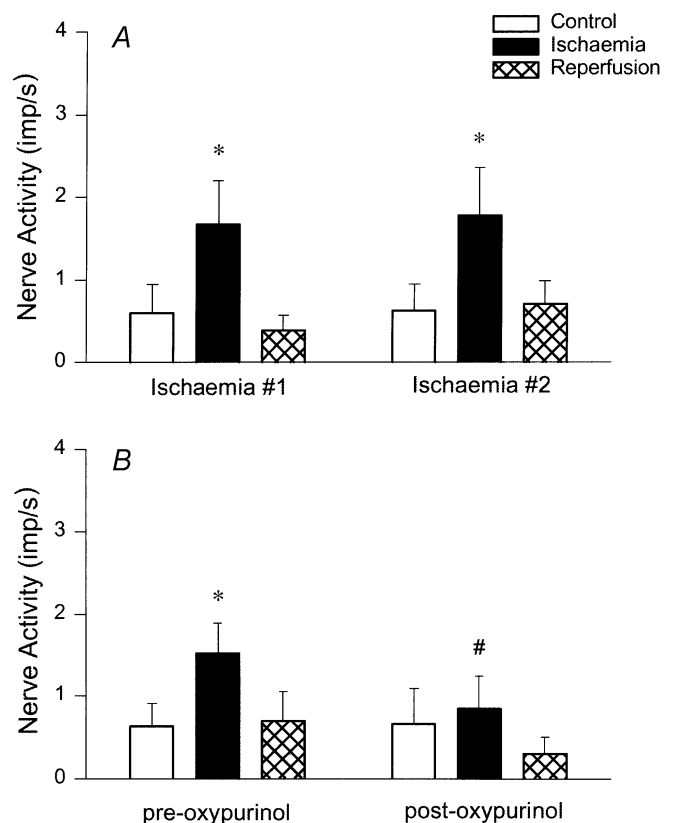 A
Control
Ischaemia
Reperfusion
Nerve Activity (imp/s)
4
3
2
1
0
*
*
Ischaemia #1
Ischaemia #2
B
Nerve Activity (imp/s)
4
3
2
1
0
*
#
pre-oxypurinol
post-oxypurinol